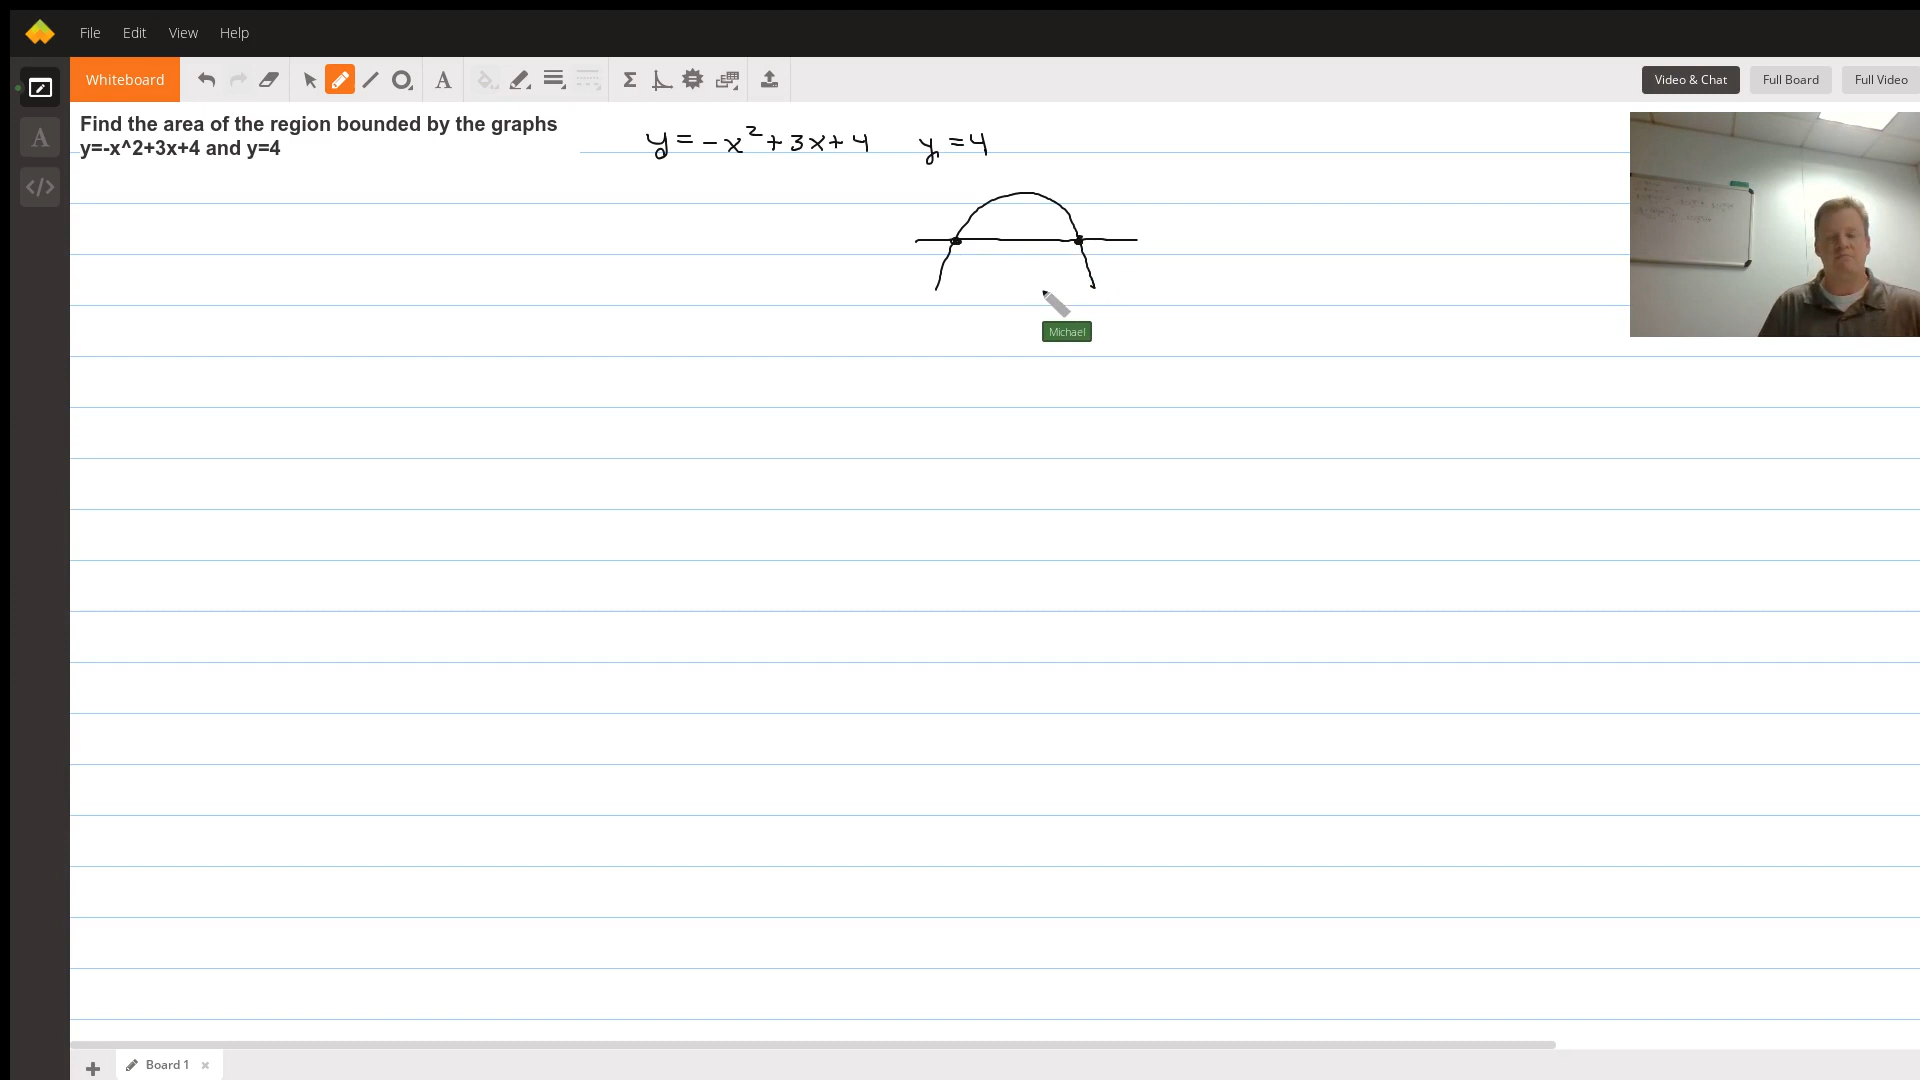 File Edit View Help
Whiteboard A Σ Video & Chat Full Board Full Video
Find the area of the region bounded by the graphs
y=-x^2+3x+4 and y=4
y = -x² + 3x + 4 y = 4
A
</>
Michael
Board 1